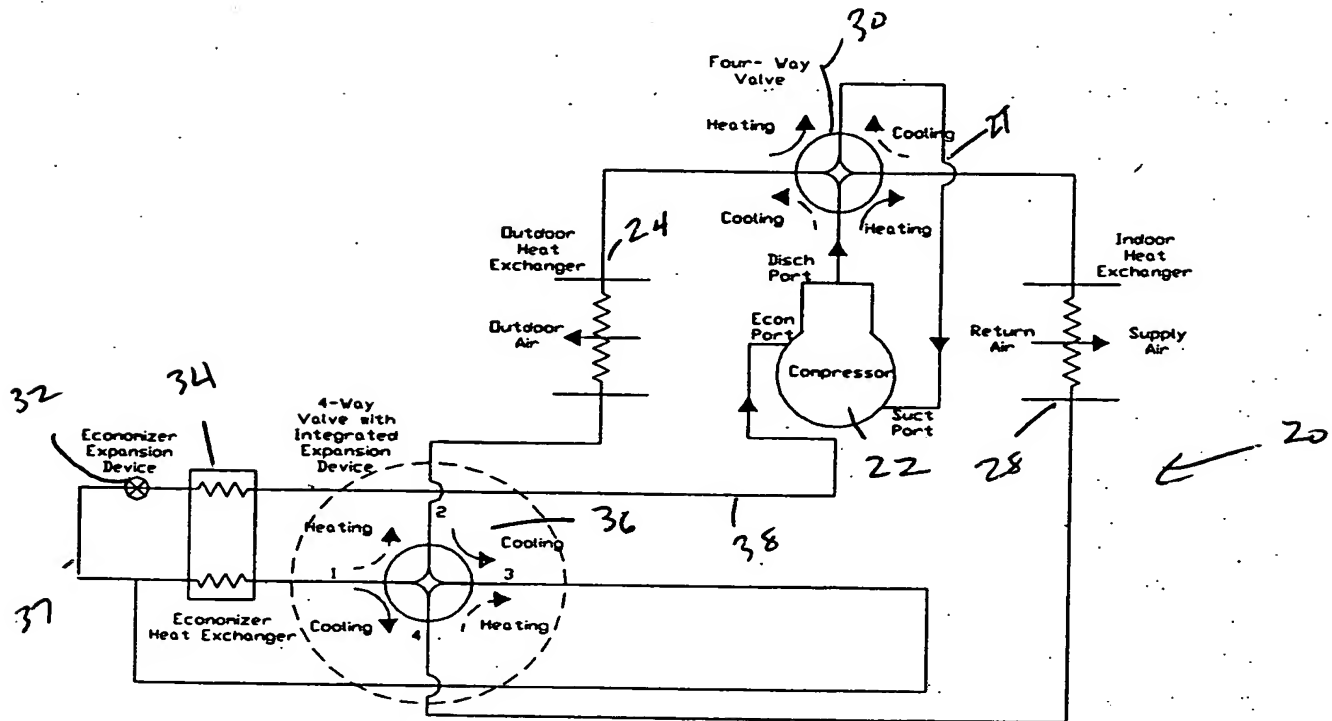 30
Four- Way
Valve
Heating
Cooling
Cooling
Heating
Outdoor
Heat
Exchanger
24
Disch
Port
Indoor
Heat
Exchanger
Outdoor
Air
Econ
Port
Return
Air
Supply
Air
Compressor
Suct
Port
22
28
20
32
34
Economizer
Expansion
Device
4-Way
Valve with
Integrated
Expansion
Device
2
36
38
Heating
Cooling
1
3
37
Cooling
4
Heating
Economizer
Heat Exchanger